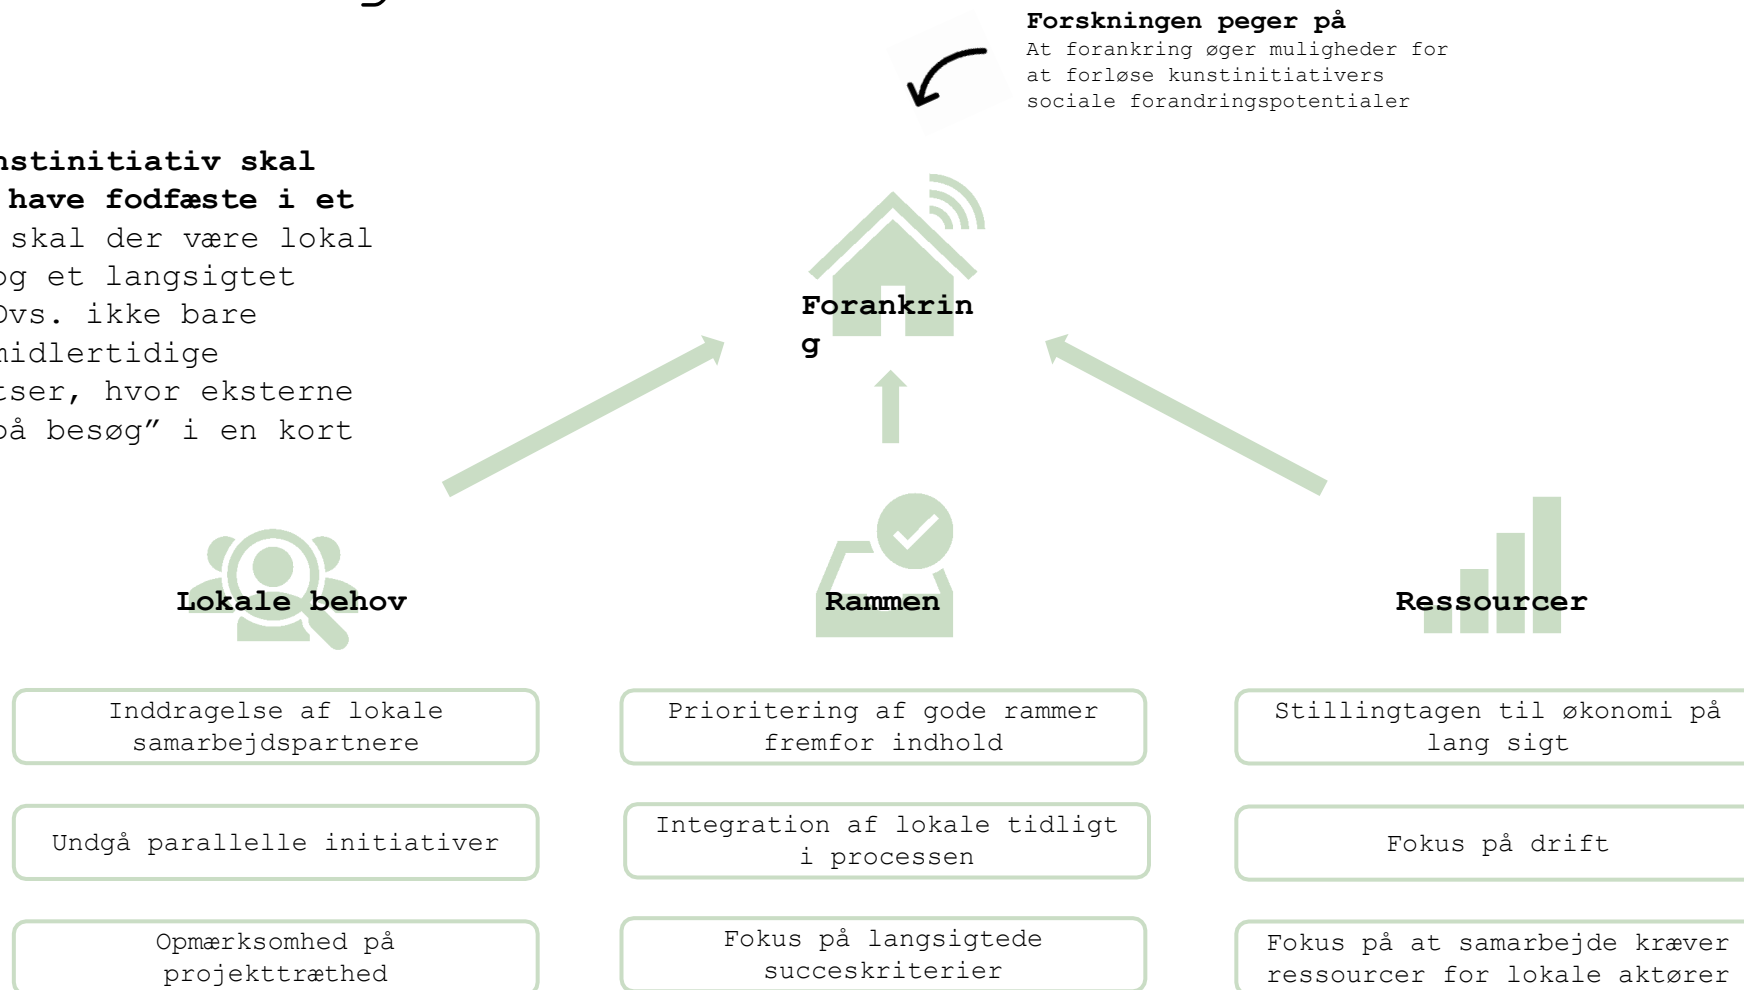 Forskningen peger på
At forankring øger muligheder for
at forløse kunstinitiativers
sociale forandringspotentialer
nstinitiativ skal
have fodfæste i et
skal der være lokal
og et langsigtet
Dvs. ikke bare
midlertidige
tser, hvor eksterne
på besøg” i en kort
Forankrin
g
Lokale behov
Rammen
Ressourcer
Inddragelse af lokale
samarbejdspartnere
Prioritering af gode rammer
fremfor indhold
Stillingtagen til økonomi på
lang sigt
Undgå parallelle initiativer
Integration af lokale tidligt
i processen
Fokus på drift
Opmærksomhed på
projekttræthed
Fokus på langsigtede
succeskriterier
Fokus på at samarbejde kræver
ressourcer for lokale aktører